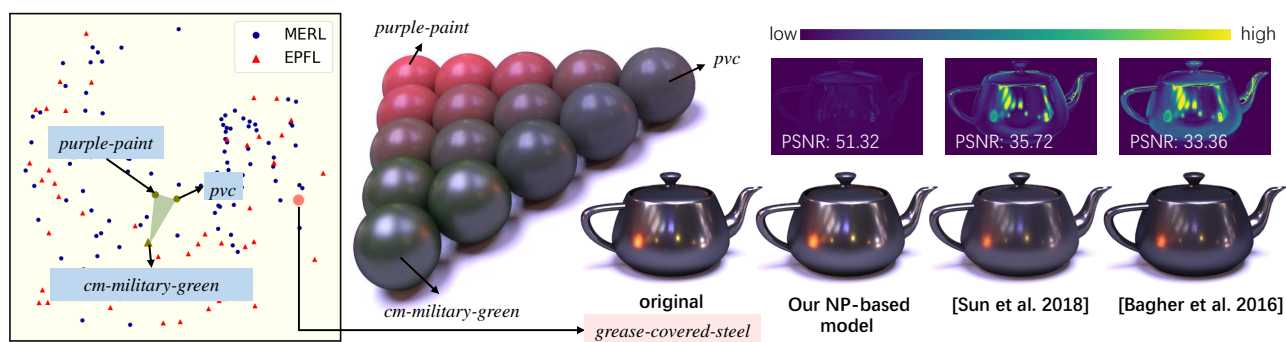 MERL
EPFL
purple-paint
pvc
cm-military-green
purple-paint
pvc
cm-military-green
low
high
PSNR: 51.32
PSNR: 35.72
PSNR: 33.36
original
Our NP-based
model
[Sun et al. 2018]
[Bagher et al. 2016]
grease-covered-steel